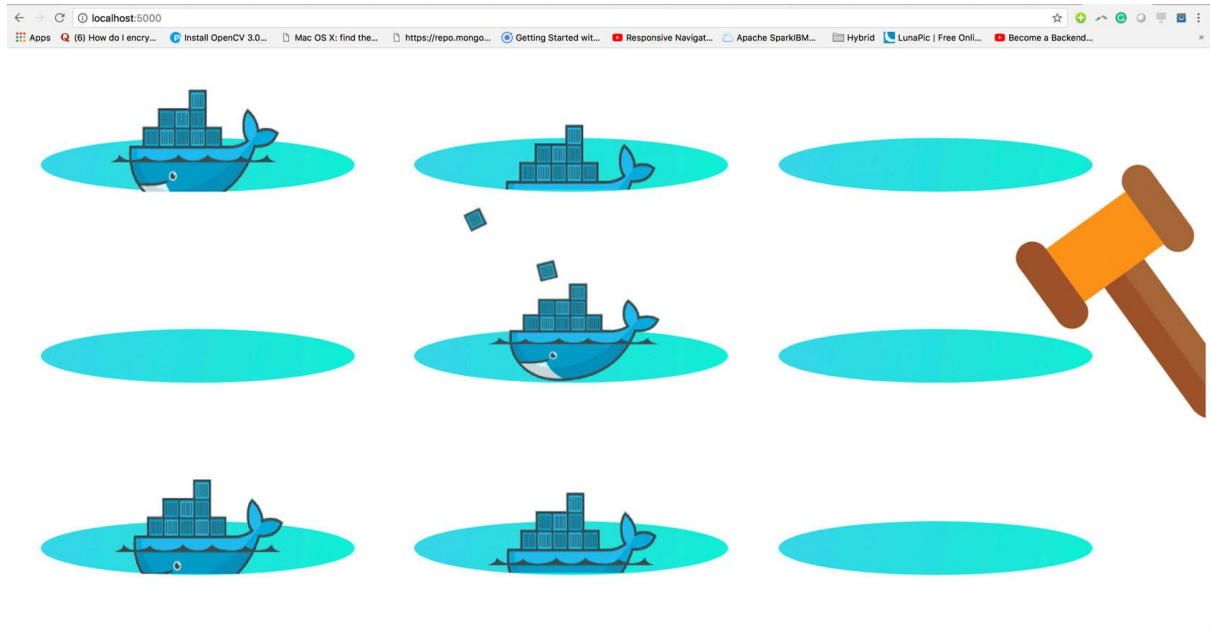 localhost:5000
Apps (6) How do I encry... Install OpenCV 3.0... Mac OS X: find the... https://repo.mongo... Getting Started wit... Responsive Navigat... Apache SparkIBM... Hybrid LunaPic | Free Onli... Become a Backend... »